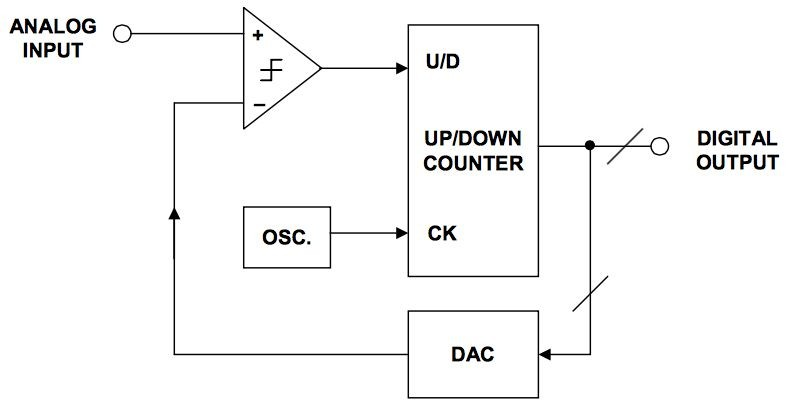 ANALOG
INPUT
+
−
U/D
UP/DOWN
COUNTER
CK
OSC.
DAC
DIGITAL
OUTPUT